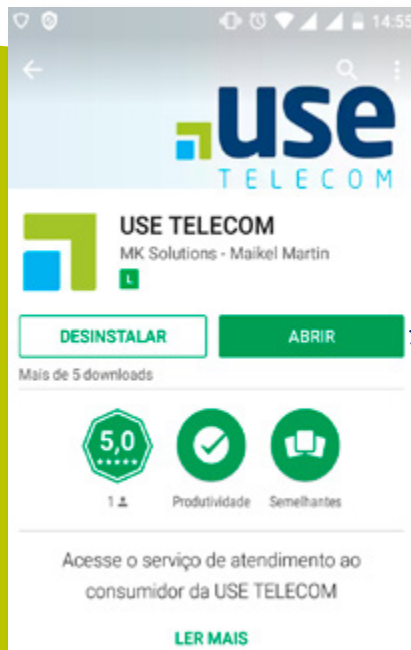 14:55
use
TELECOM
USE TELECOM
MK Solutions - Maikel Martin
L
DESINSTALAR
ABRIR
Mais de 5 downloads
5,0
1
Produtividade
Semelhantes
Acesse o serviço de atendimento ao
consumidor da USE TELECOM
LER MAIS